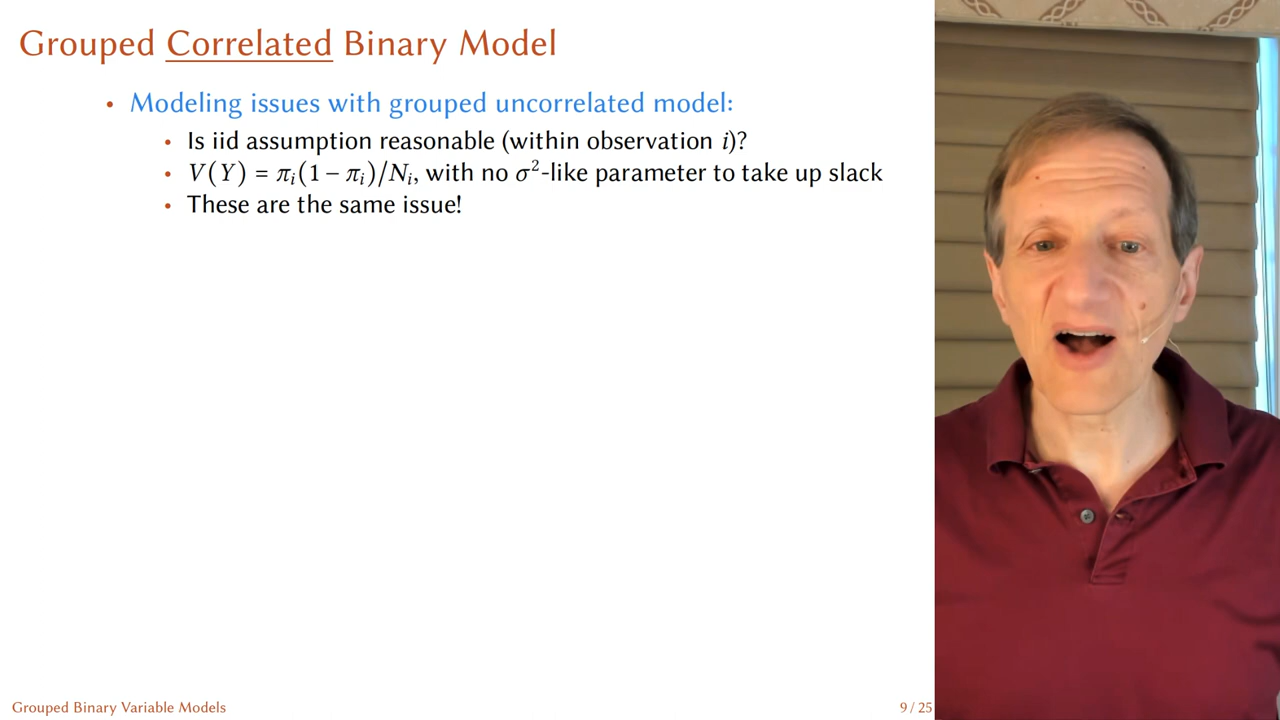 Grouped Correlated Binary Model
• Modeling issues with grouped uncorrelated model:
• Is iid assumption reasonable (within observation i)?
• V(Y) = πᵢ(1 − πᵢ)/Nᵢ, with no σ²-like parameter to take up slack
• These are the same issue!
Grouped Binary Variable Models
9 / 25